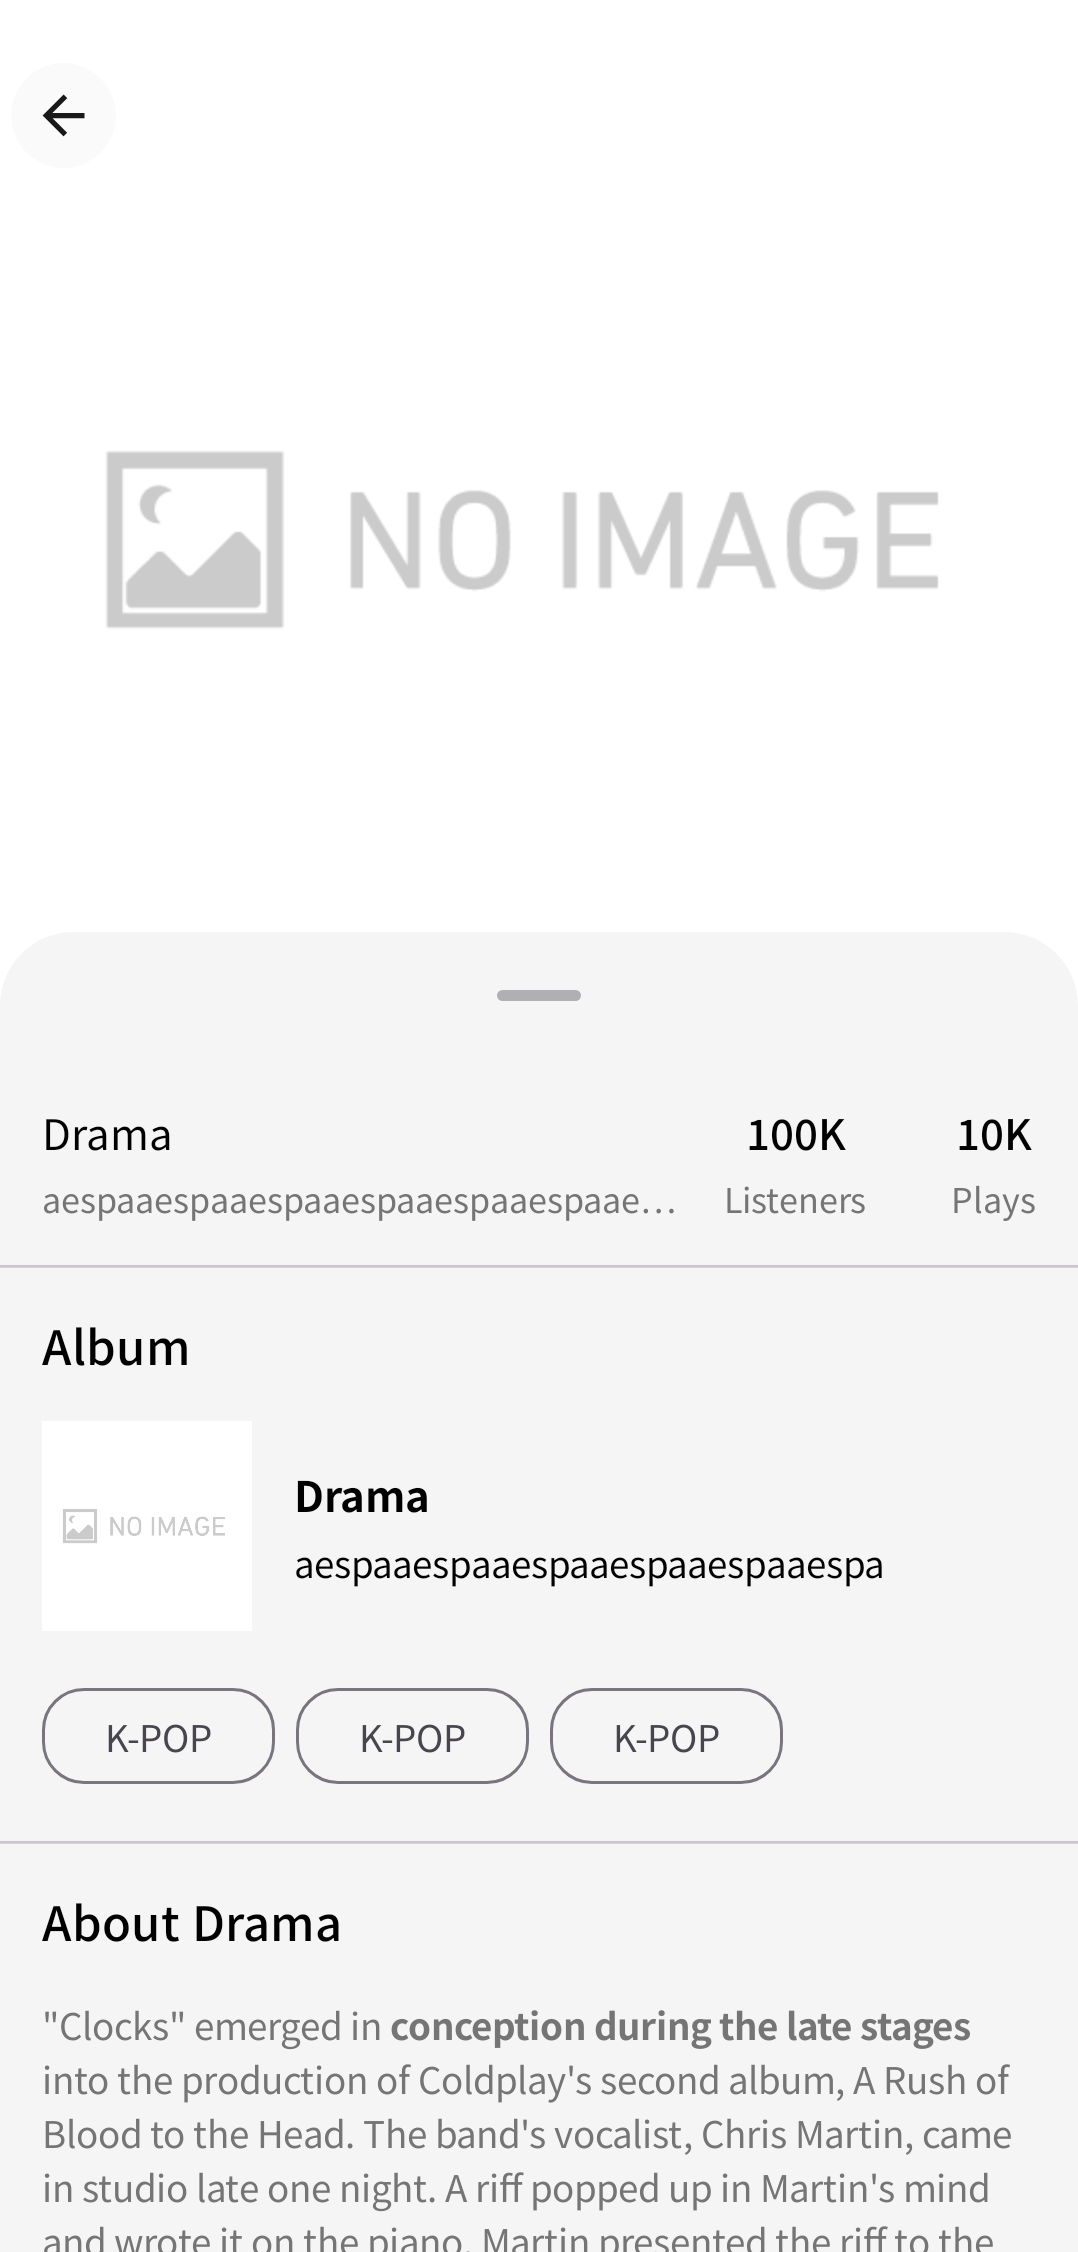 NO IMAGE
Drama
100K
10K
aespaaespaaespaaespaaespaaespaae...
Listeners
Plays
Album
NO IMAGE
Drama
aespaaespaaespaaespaaespaaespa
K-POP
K-POP
K-POP
About Drama
"Clocks" emerged in conception during the late stages
into the production of Coldplay's second album, A Rush of
Blood to the Head. The band's vocalist, Chris Martin, came
in studio late one night. A riff popped up in Martin's mind
and wrote it on the piano. Martin presented the riff to the